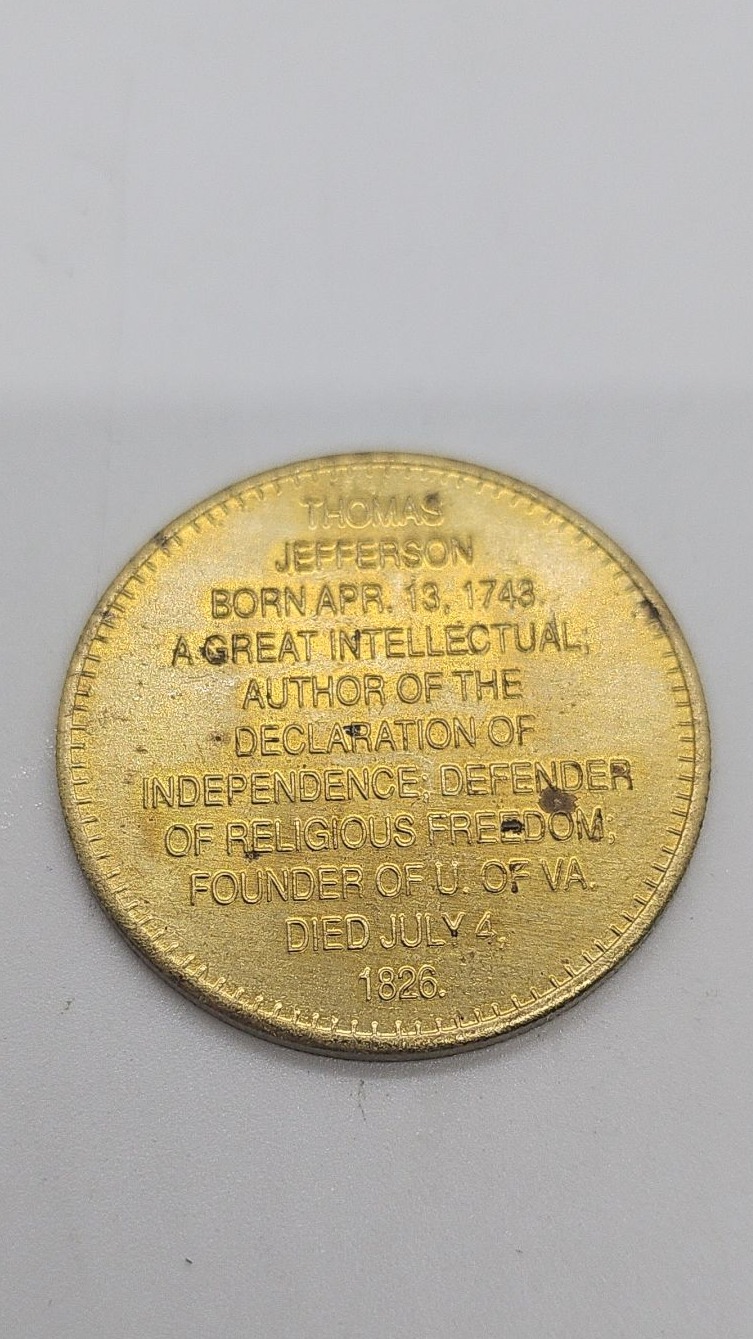 THOMAS
JEFFERSON
BORN APR. 13, 1743.
A GREAT INTELLECTUAL;
AUTHOR OF THE
DECLARATION OF
INDEPENDENCE; DEFENDER
OF RELIGIOUS FREEDOM;
FOUNDER OF U. OF VA.
DIED JULY 4,
1826.